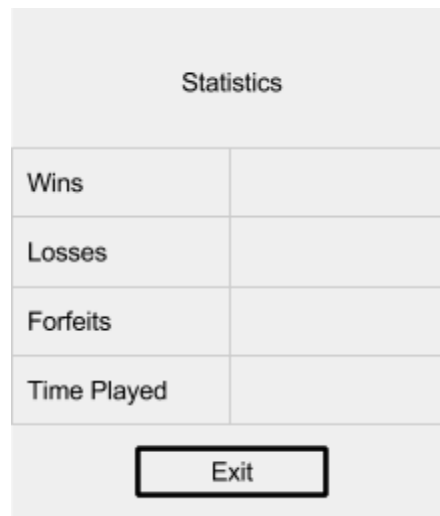 Statistics
Wins
Losses
Forfeits
Time Played
Exit